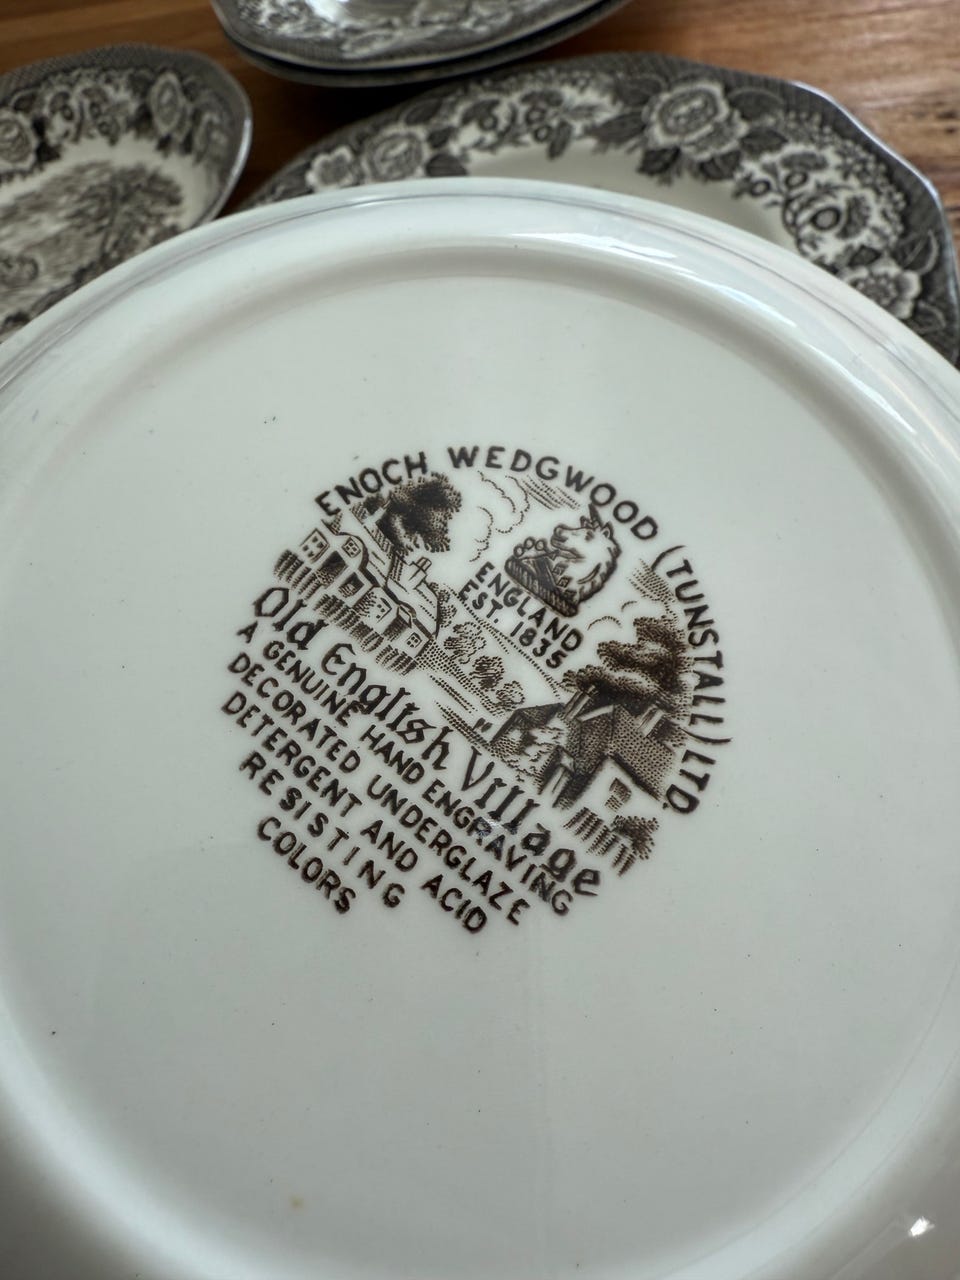 ENOCH WEDGWOOD (TUNSTALL) LTD.
ENGLAND
EST. 1835
Old English Village
A GENUINE HAND ENGRAVING
DECORATED UNDERGLAZE
DETERGENT AND ACID
RESISTING
COLORS